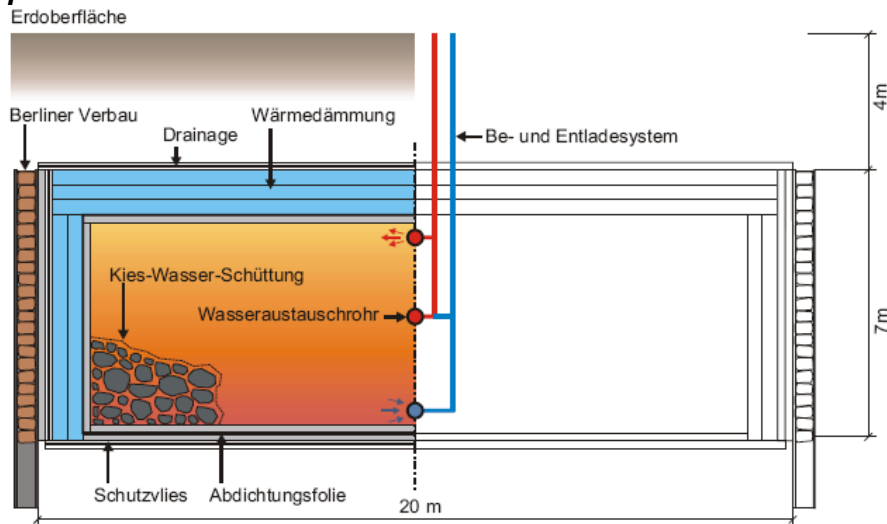 Erdoberfläche
Berliner Verbau
Wärmedämmung
Drainage
Be- und Entladesystem
4m
Kies-Wasser-Schüttung
Wasseraustauschrohr
7m
Schutzvlies
Abdichtungsfolie
20 m